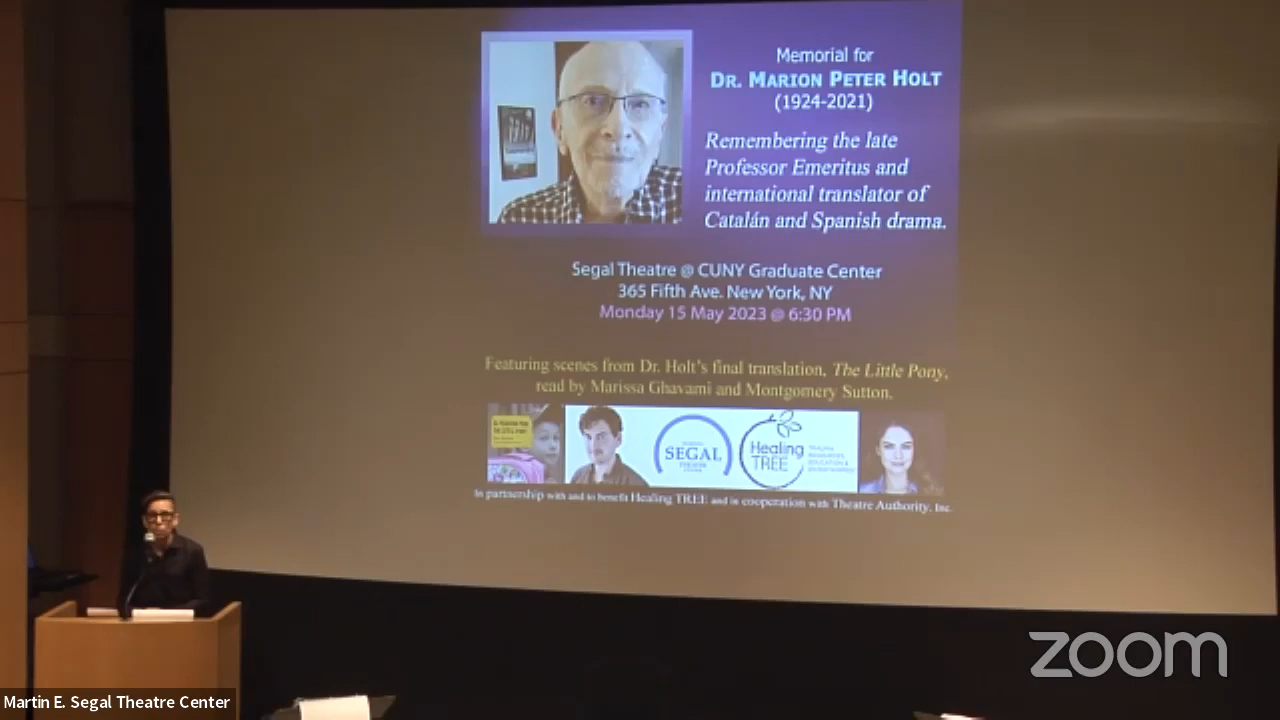 Memorial for
DR. MARION PETER HOLT
(1924-2021)
Remembering the late
Professor Emeritus and
international translator of
Catalán and Spanish drama.
Segal Theatre @ CUNY Graduate Center
365 Fifth Ave. New York, NY
Monday 15 May 2023 @ 6:30 PM
Featuring scenes from Dr. Holt's final translation, The Little Pony,
read by Marissa Ghavami and Montgomery Sutton.
SEGAL
THEATRE
Healing
TREE
In partnership with and to benefit Healing TREE and in cooperation with Theatre Authority, Inc.
zoom
Martin E. Segal Theatre Center